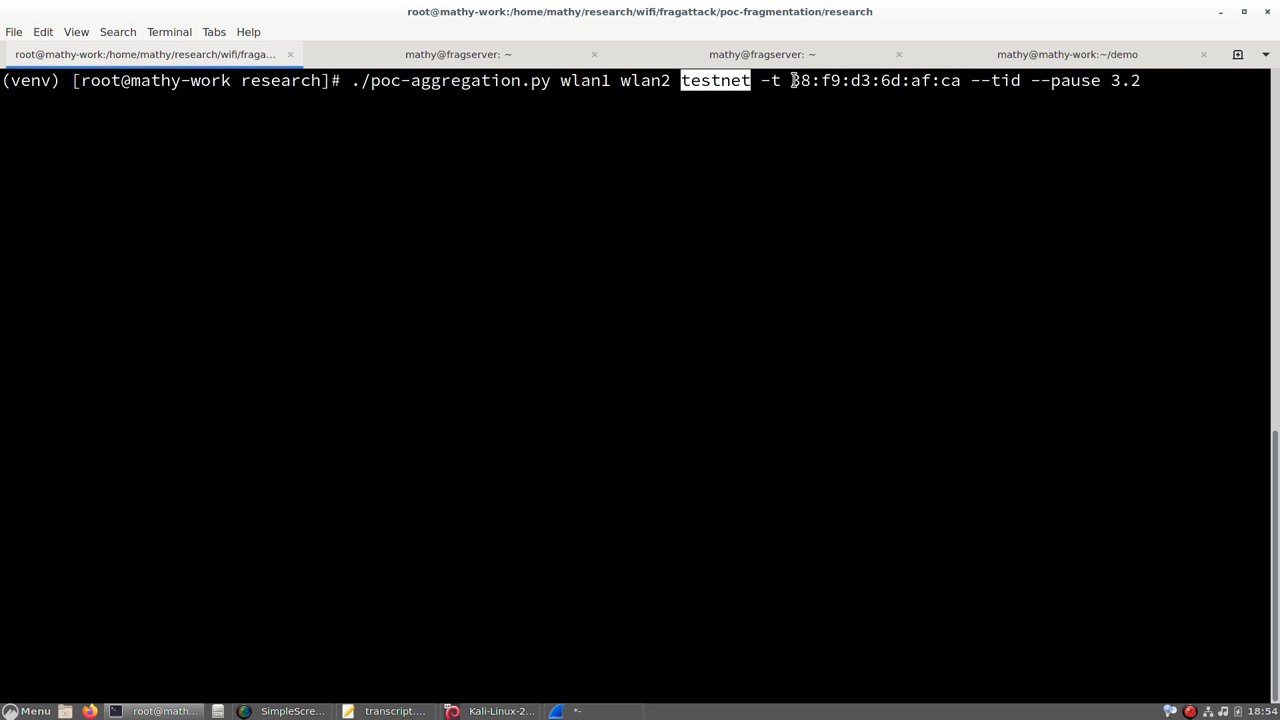 root@mathy-work:/home/mathy/research/wifi/fragattack/poc-fragmentation/research
File Edit View Search Terminal Tabs Help
root@mathy-work:/home/mathy/research/wifi/fraga... mathy@fragserver: ~ mathy@fragserver: ~ mathy@mathy-work:~/demo
(venv) [root@mathy-work research]# ./poc-aggregation.py wlan1 wlan2 testnet -t 38:f9:d3:6d:af:ca --tid --pause 3.2
Menu root@math... SimpleScre... transcript.... Kali-Linux-2... *- 18:54